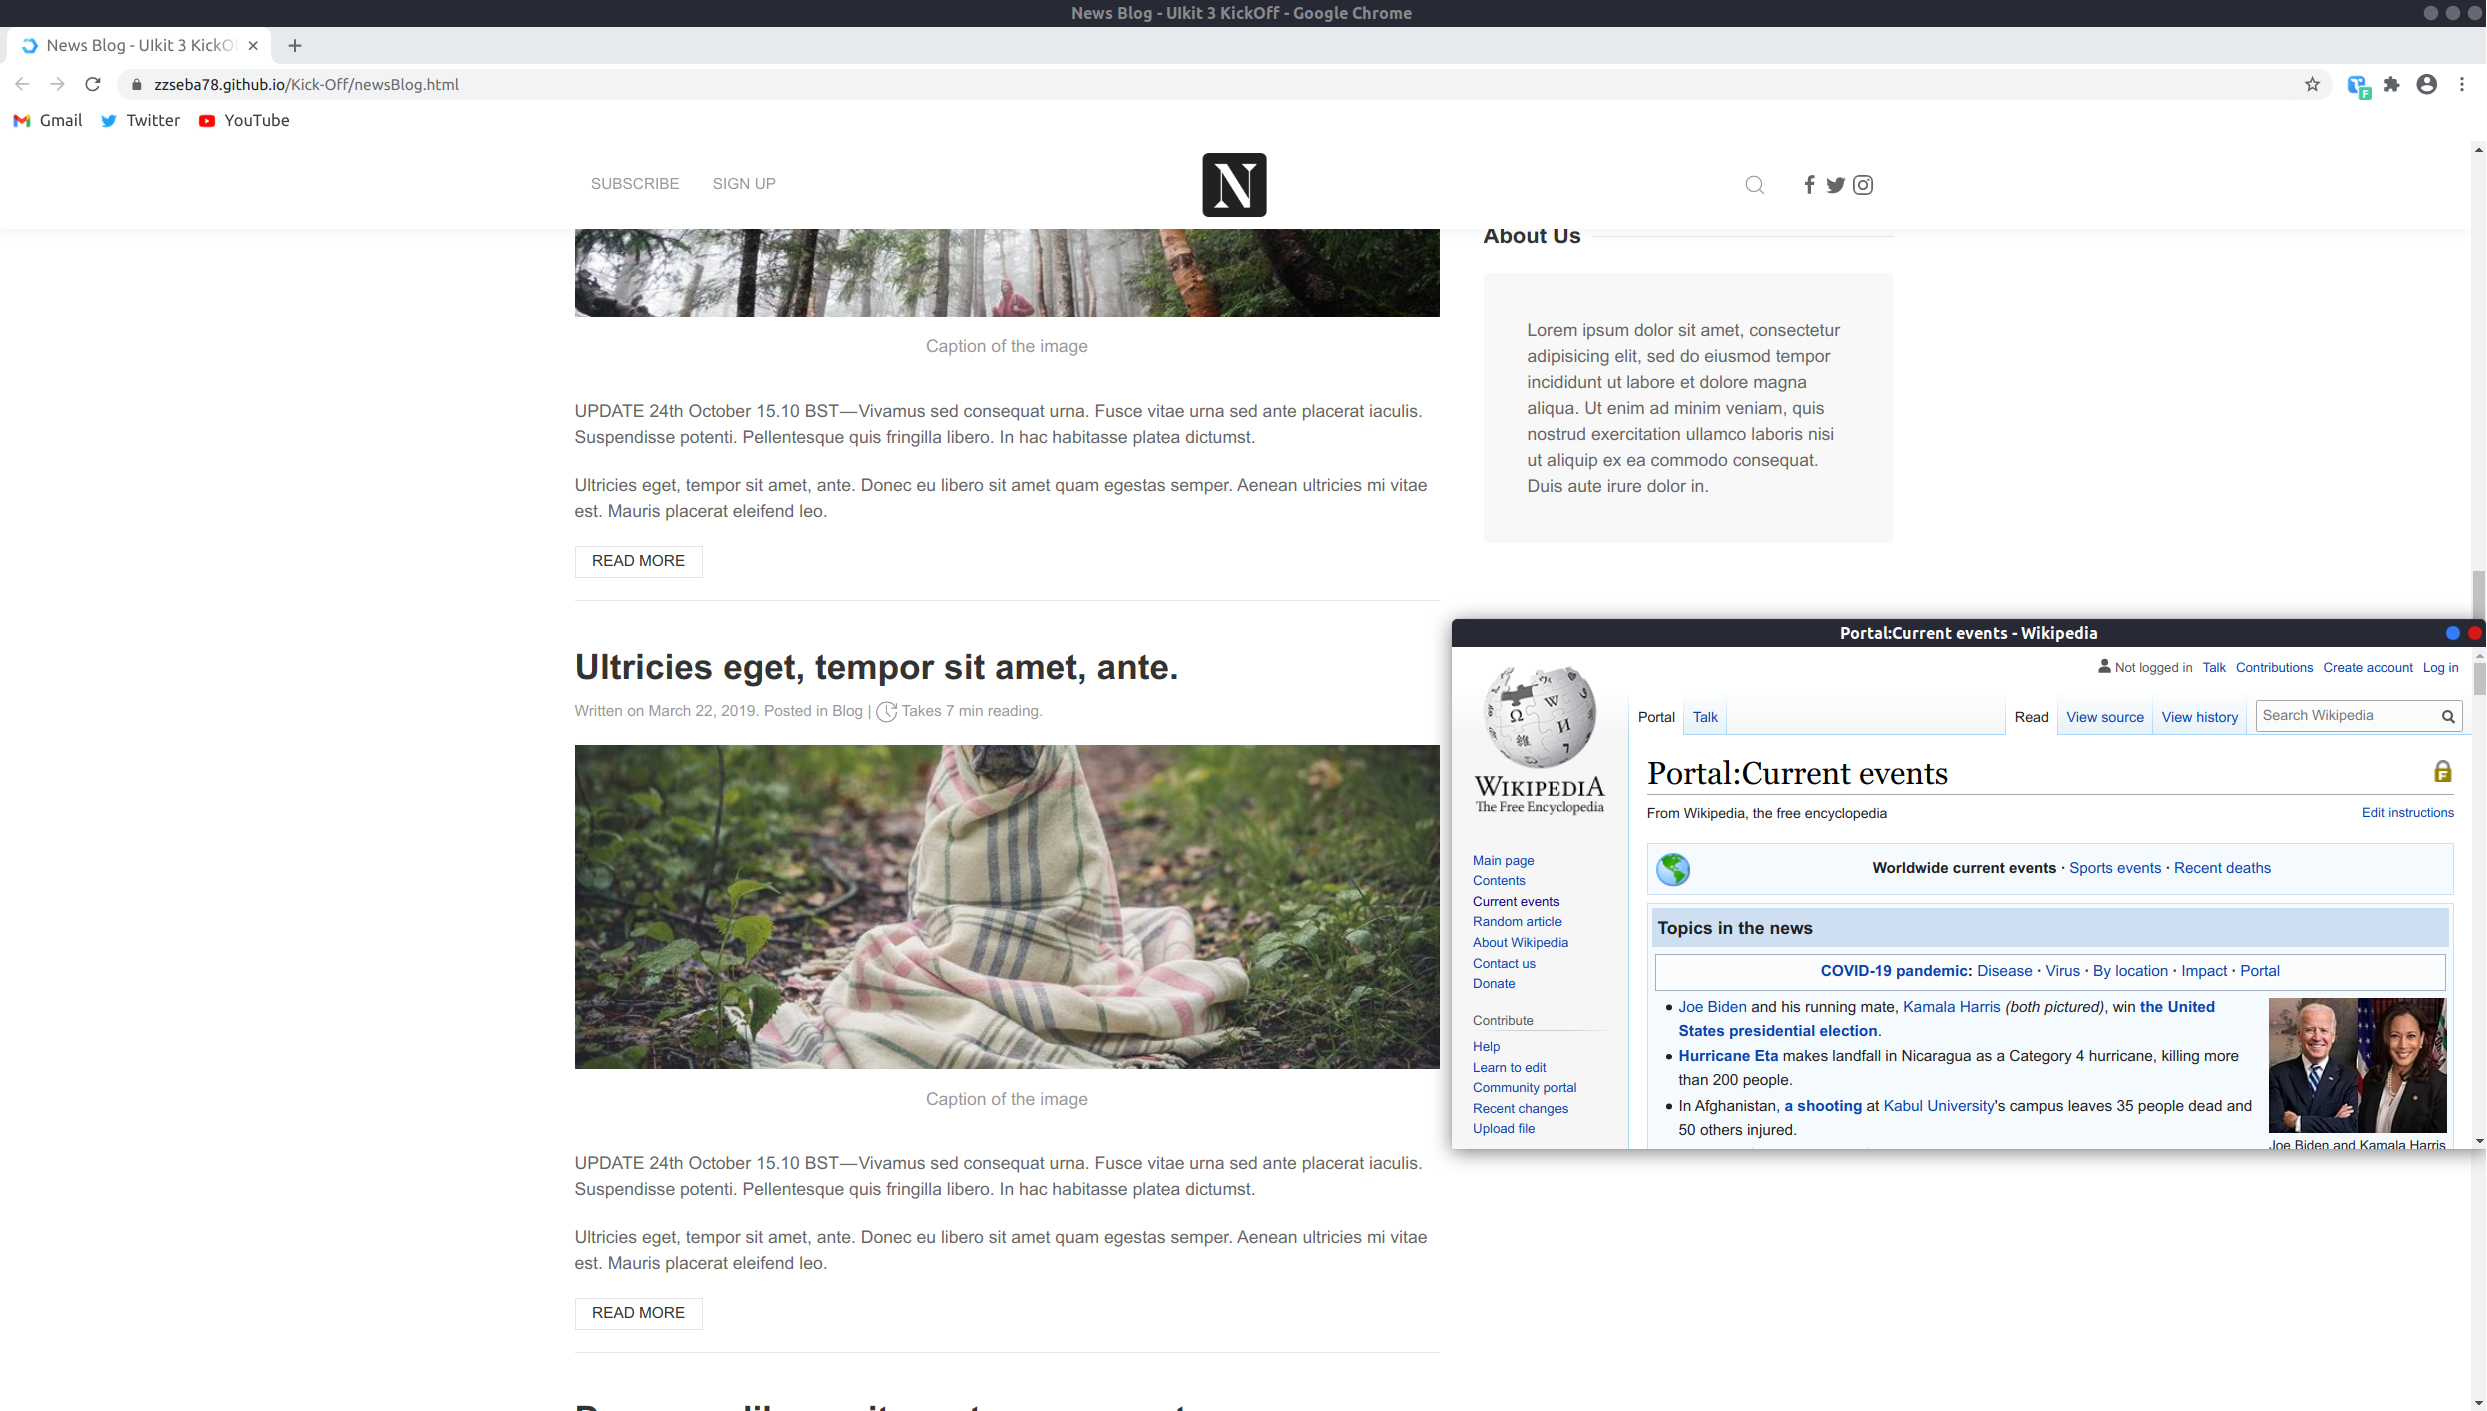 News Blog - UIkit 3 KickOff - Google Chrome
News Blog - UIkit 3 KickO
zzseba78.github.io/Kick-Off/newsBlog.html
Gmail Twitter YouTube
SUBSCRIBE SIGN UP
N
About Us
Lorem ipsum dolor sit amet, consectetur
adipisicing elit, sed do eiusmod tempor
incididunt ut labore et dolore magna
aliqua. Ut enim ad minim veniam, quis
nostrud exercitation ullamco laboris nisi
ut aliquip ex ea commodo consequat.
Duis aute irure dolor in.
Caption of the image
UPDATE 24th October 15.10 BST—Vivamus sed consequat urna. Fusce vitae urna sed ante placerat iaculis.
Suspendisse potenti. Pellentesque quis fringilla libero. In hac habitasse platea dictumst.
Ultricies eget, tempor sit amet, ante. Donec eu libero sit amet quam egestas semper. Aenean ultricies mi vitae
est. Mauris placerat eleifend leo.
READ MORE
Ultricies eget, tempor sit amet, ante.
Written on March 22, 2019. Posted in Blog | Takes 7 min reading.
Caption of the image
UPDATE 24th October 15.10 BST—Vivamus sed consequat urna. Fusce vitae urna sed ante placerat iaculis.
Suspendisse potenti. Pellentesque quis fringilla libero. In hac habitasse platea dictumst.
Ultricies eget, tempor sit amet, ante. Donec eu libero sit amet quam egestas semper. Aenean ultricies mi vitae
est. Mauris placerat eleifend leo.
READ MORE
Portal:Current events - Wikipedia
Not logged in Talk Contributions Create account Log in
Portal Talk Read View source View history Search Wikipedia
WIKIPEDIA
The Free Encyclopedia
Main page
Contents
Current events
Random article
About Wikipedia
Contact us
Donate
Contribute
Help
Learn to edit
Community portal
Recent changes
Upload file
Portal:Current events
From Wikipedia, the free encyclopedia
Edit instructions
Worldwide current events · Sports events · Recent deaths
Topics in the news
COVID-19 pandemic: Disease · Virus · By location · Impact · Portal
Joe Biden and his running mate, Kamala Harris (both pictured), win the United
States presidential election.
Hurricane Eta makes landfall in Nicaragua as a Category 4 hurricane, killing more
than 200 people.
In Afghanistan, a shooting at Kabul University's campus leaves 35 people dead and
50 others injured.
Joe Biden and Kamala Harris